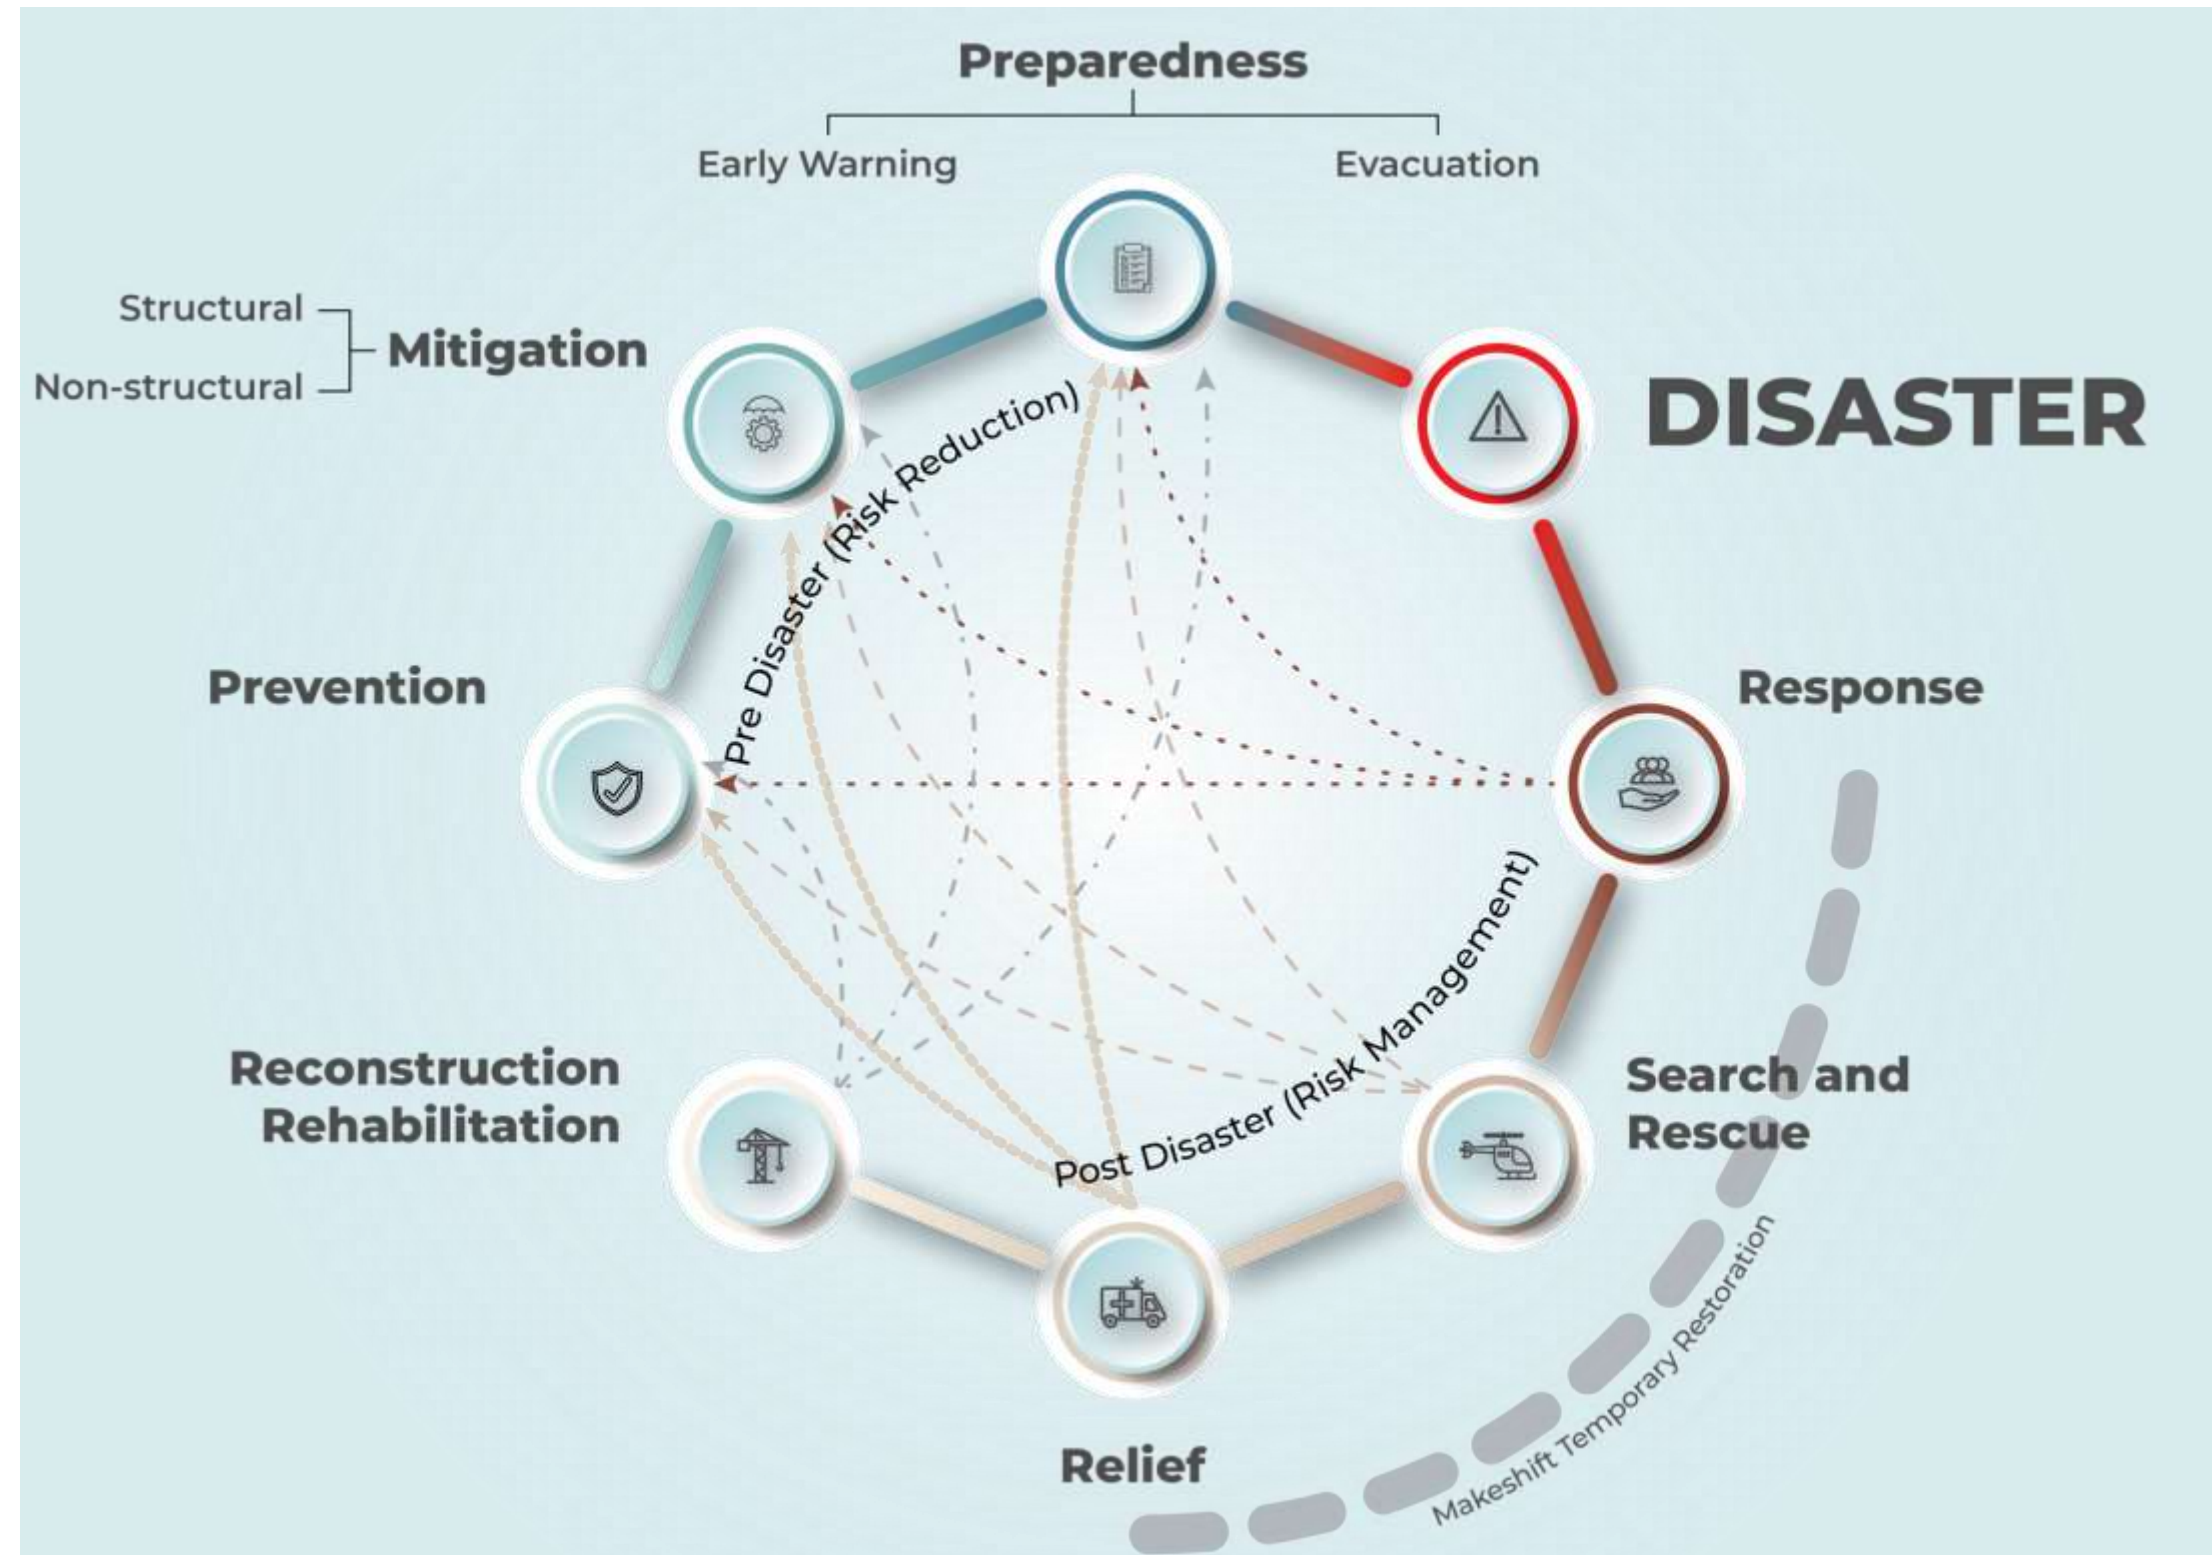 Preparedness
Early Warning
Evacuation
Structural
Non-structural
Mitigation
DISASTER
Pre Disaster (Risk Reduction)
Prevention
Response
Reconstruction
Rehabilitation
Post Disaster (Risk Management)
Search and
Rescue
Makeshift Temporary Restoration
Relief